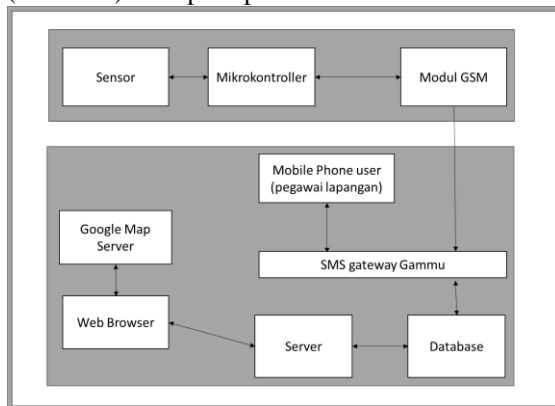 Sensor
Mikrokontroller
Modul GSM
Mobile Phone user
(pegawai lapangan)
Google Map
Server
SMS gateway Gammu
Web Browser
Server
Database